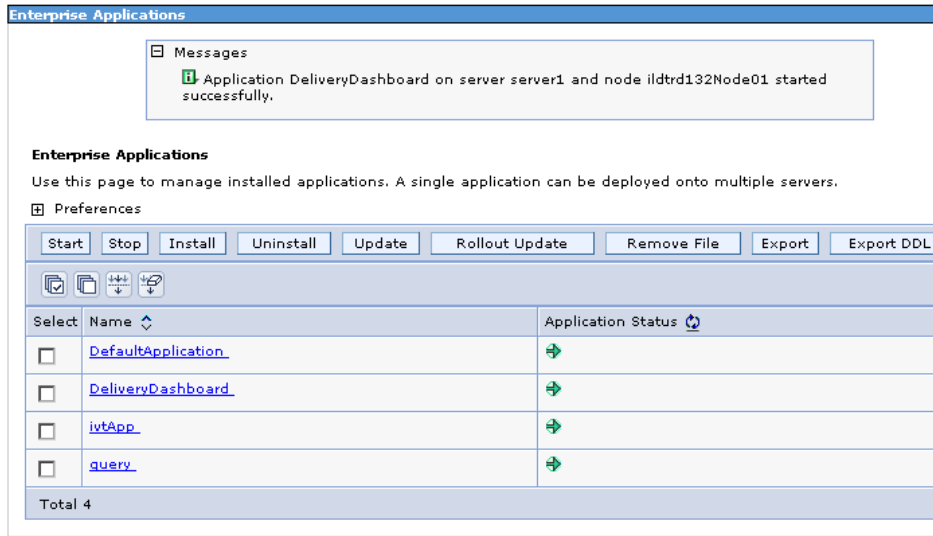 Enterprise Applications
Messages
Application DeliveryDashboard on server server1 and node ildtrd132Node01 started
successfully.
Enterprise Applications
Use this page to manage installed applications. A single application can be deployed onto multiple servers.
Preferences
Start Stop Install Uninstall Update Rollout Update Remove File Export Export DDL
Select Name Application Status
DefaultApplication
DeliveryDashboard
ivtApp
query
Total 4